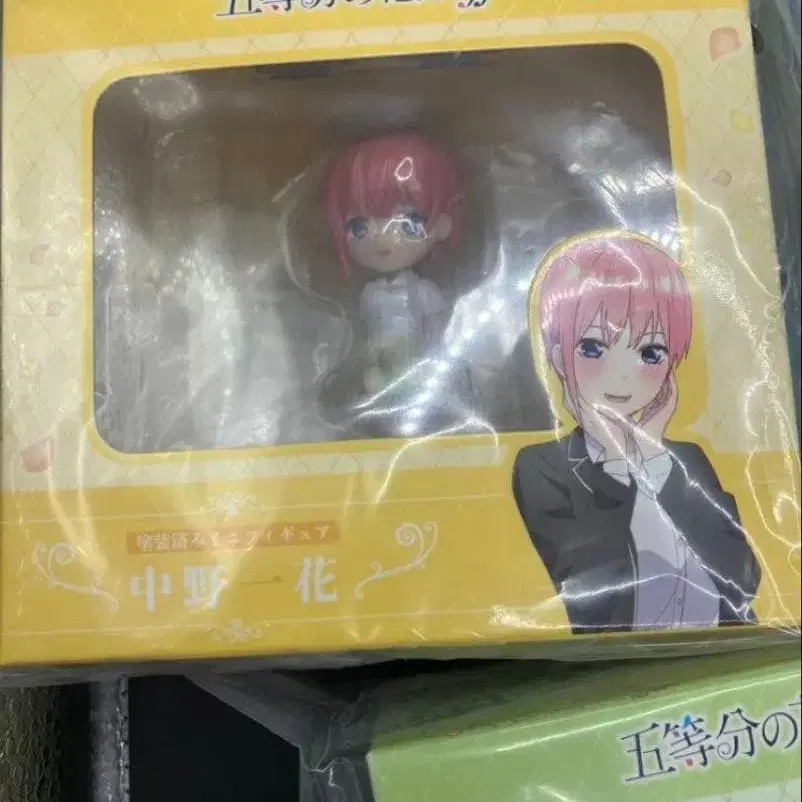 五等分の花嫁
塗装済みミニフィギュア
中野一花
五等分の